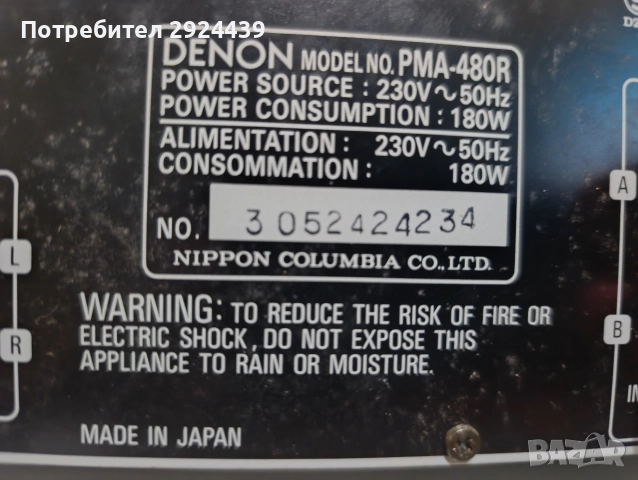 Потребител 2924439
DENON MODEL NO. PMA-480R
POWER SOURCE : 230V ~ 50Hz
POWER CONSUMPTION : 180W
ALIMENTATION : 230V ~ 50Hz
CONSOMMATION : 180W
NO. 3052424234
NIPPON COLUMBIA CO., LTD.
L
R
A
B
WARNING: TO REDUCE THE RISK OF FIRE OR
ELECTRIC SHOCK, DO NOT EXPOSE THIS
APPLIANCE TO RAIN OR MOISTURE.
MADE IN JAPAN
BAZAR